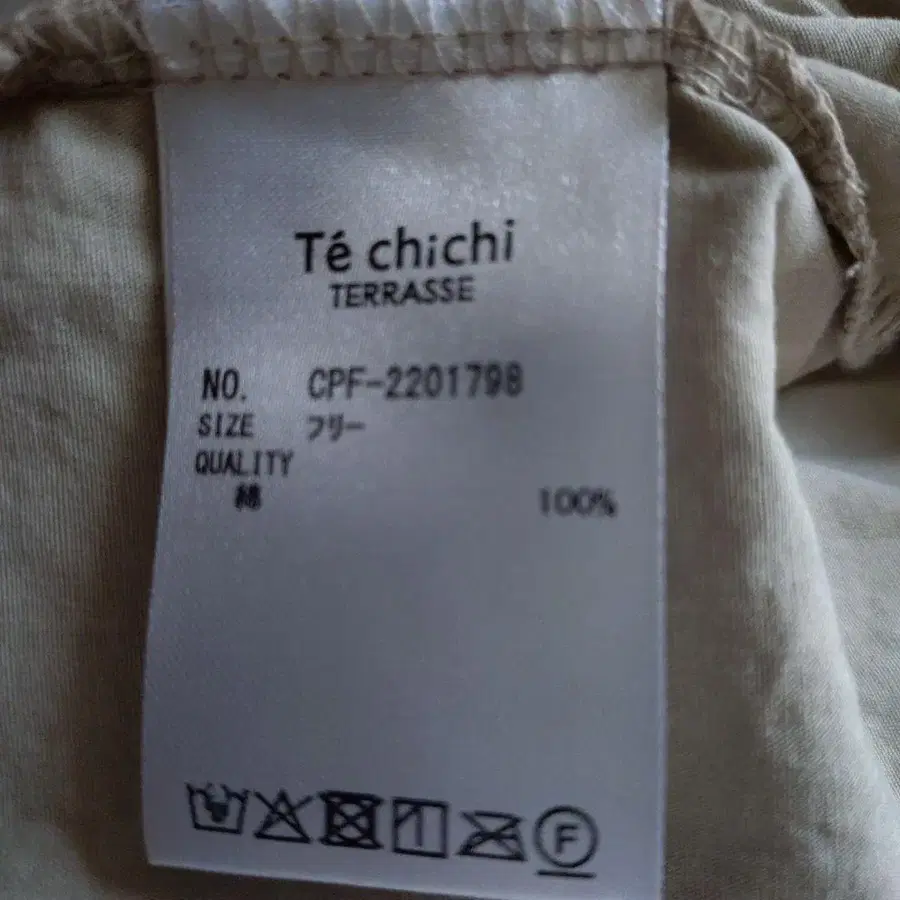 Té chichi
TERRASSE
NO. CPF-2201798
SIZE フリー
QUALITY
綿 100%
F